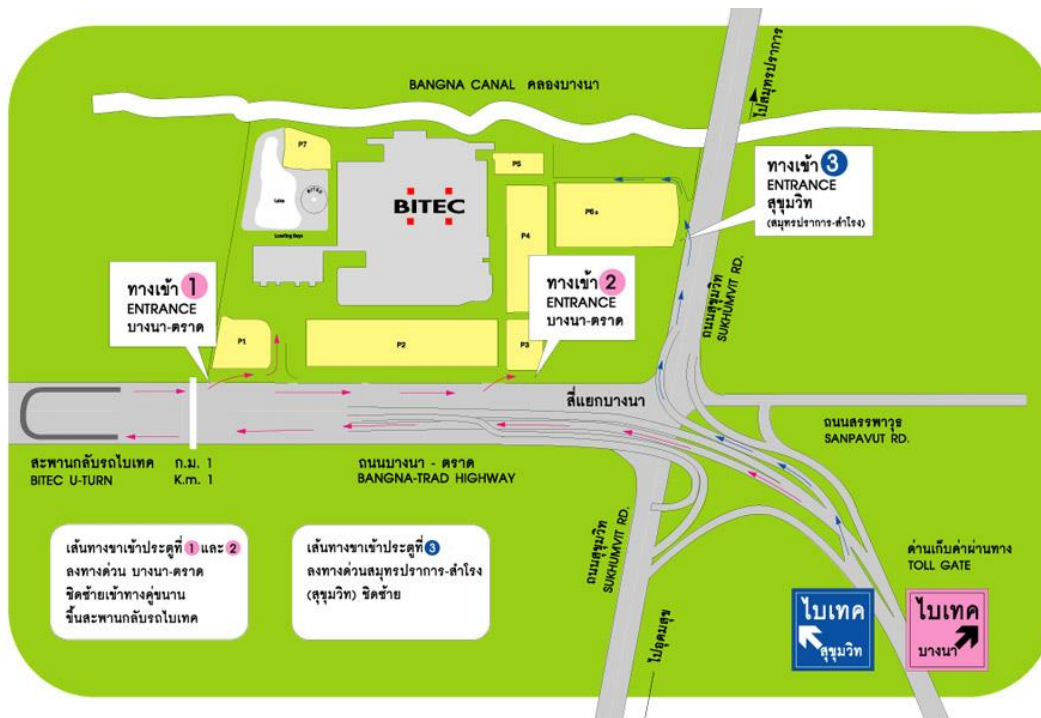 BANGNA CANAL คลองบางนา
ไปสมุทรปราการ
P7
BITEC
Lake
Loading Bays
P5
BITEC
P4
P6a
ทางเข้า 3
ENTRANCE
สุขุมวิท
(สมุทรปราการ-สำโรง)
ทางเข้า 1
ENTRANCE
บางนา-ตราด
ทางเข้า 2
ENTRANCE
บางนา-ตราด
ถนนสุขุมวิท
SUKHUMVIT RD.
P1
P2
P3
สี่แยกบางนา
ถนนสรรพาวุธ
SANPAVUT RD.
สะพานกลับรถไบเทค
BITEC U-TURN
ก.ม. 1
K.m. 1
ถนนบางนา - ตราด
BANGNA-TRAD HIGHWAY
ถนนสุขุมวิท
SUKHUMVIT RD.
ไปอุดมสุข
ด่านเก็บค่าผ่านทาง
TOLL GATE
เส้นทางขาเข้าประตูที่ 1 และ 2
ลงทางด่วน บางนา-ตราด
ชิดซ้ายเข้าทางคู่ขนาน
ขึ้นสะพานกลับรถไบเทค
เส้นทางขาเข้าประตูที่ 3
ลงทางด่วนสมุทรปราการ-สำโรง
(สุขุมวิท) ชิดซ้าย
ไบเทค
สุขุมวิท
ไบเทค
บางนา